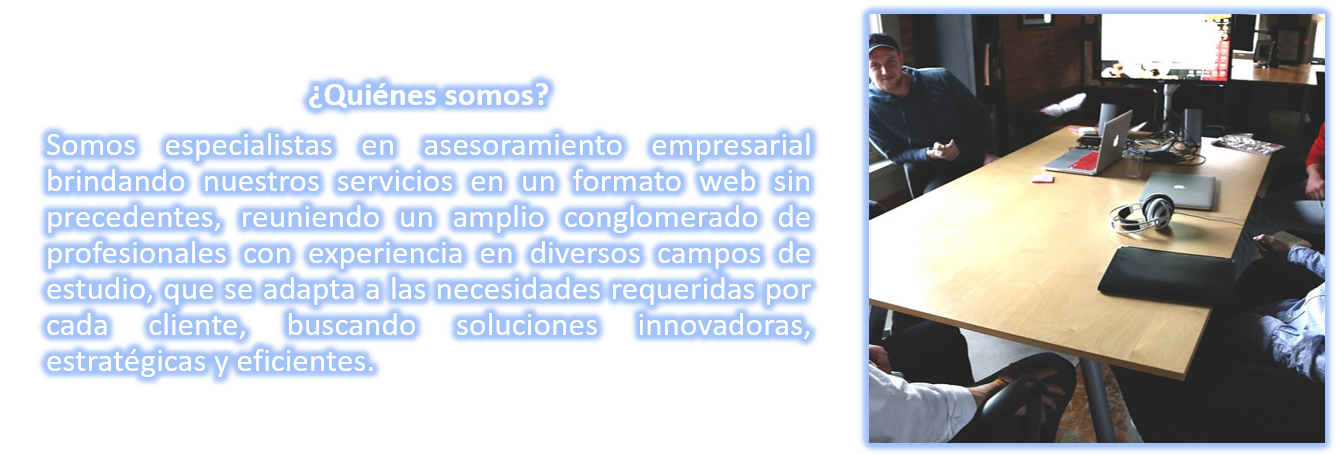 ¿Quiénes somos?
Somos especialistas en asesoramiento empresarial
brindando nuestros servicios en un formato web sin
precedentes, reuniendo un amplio conglomerado de
profesionales con experiencia en diversos campos de
estudio, que se adapta a las necesidades requeridas por
cada cliente, buscando soluciones innovadoras,
estratégicas y eficientes.